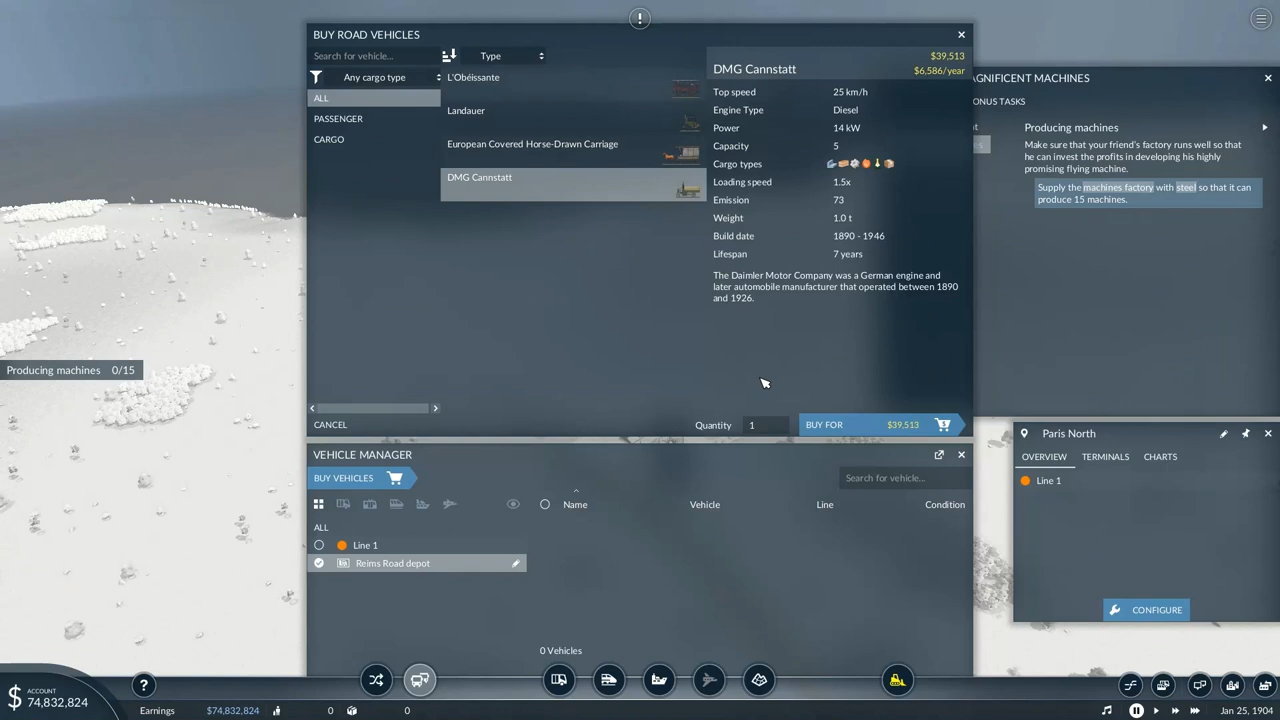 BUY ROAD VEHICLES
Search for vehicle...
Type
Any cargo type
ALL
PASSENGER
CARGO
L'Obéissante
Landauer
European Covered Horse-Drawn Carriage
DMG Cannstatt
$39,513
DMG Cannstatt
$6,586/year
Top speed 25 km/h
Engine Type Diesel
Power 14 kW
Capacity 5
Cargo types
Loading speed 1.5x
Emission 73
Weight 1.0 t
Build date 1890 - 1946
Lifespan 7 years
The Daimler Motor Company was a German engine and
later automobile manufacturer that operated between 1890
and 1926.
CANCEL
Quantity 1
BUY FOR $39,513
AGNIFICENT MACHINES
ONUS TASKS
Producing machines
Make sure that your friend's factory runs well so that
he can invest the profits in developing his highly
promising flying machine.
Supply the machines factory with steel so that it can
produce 15 machines.
Producing machines 0/15
VEHICLE MANAGER
BUY VEHICLES
Search for vehicle...
Name Vehicle Line Condition
ALL
Line 1
Reims Road depot
0 Vehicles
Paris North
OVERVIEW TERMINALS CHARTS
Line 1
CONFIGURE
$ ACCOUNT
74,832,824
?
Earnings $74,832,824 0 0
Jan 25, 1904